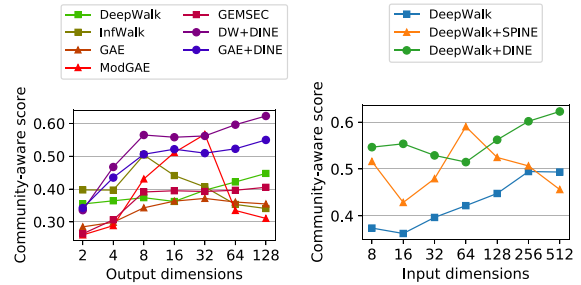 DeepWalk
InfWalk
GAE
ModGAE
GEMSEC
DW+DINE
GAE+DINE
Community-aware score
0.60
0.50
0.40
0.30
2 4 8 16 32 64 128
Output dimensions
DeepWalk
DeepWalk+SPINE
DeepWalk+DINE
Community-aware score
0.6
0.5
0.4
8 16 32 64 128 256 512
Input dimensions